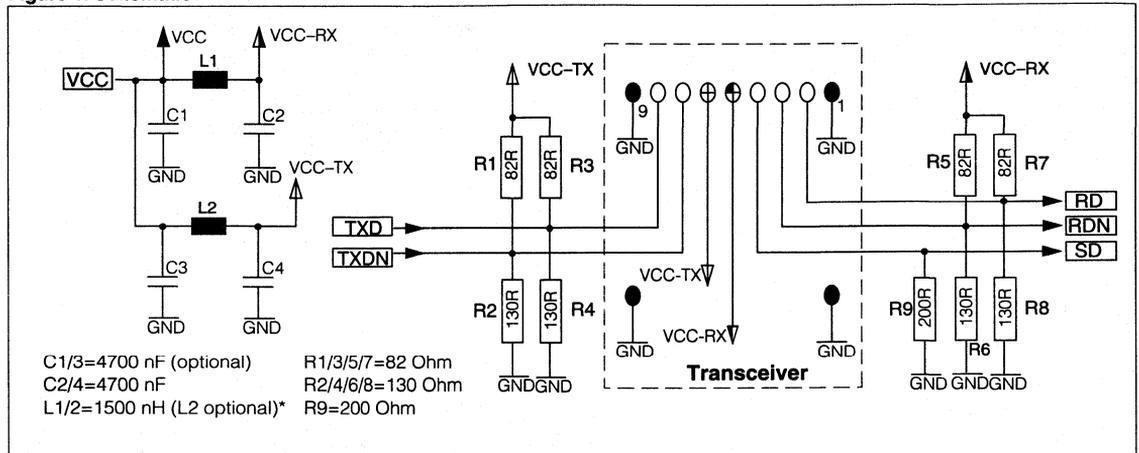 VCC
VCC
L1
VCC–RX
C1
C2
GND
GND
VCC–TX
L2
C3
C4
GND
GND
C1/3=4700 nF (optional)
C2/4=4700 nF
L1/2=1500 nH (L2 optional)*
R1/3/5/7=82 Ohm
R2/4/6/8=130 Ohm
R9=200 Ohm
TXD
TXDN
VCC–TX
R1
82R
82R
R3
R2
130R
130R
R4
GND
GND
9
1
GND
GND
VCC-TX
VCC-RX
GND
GND
Transceiver
VCC–RX
R5
82R
82R
R7
RD
RDN
SD
R9
200R
130R
R6
130R
R8
GND
GND
GND